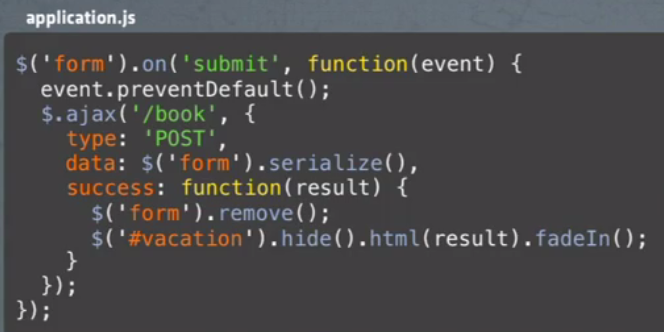 application.js
$('form').on('submit', function(event) {
  event.preventDefault();
  $.ajax('/book', {
    type: 'POST',
    data: $('form').serialize(),
    success: function(result) {
      $('form').remove();
      $('#vacation').hide().html(result).fadeIn();
    }
  });
});